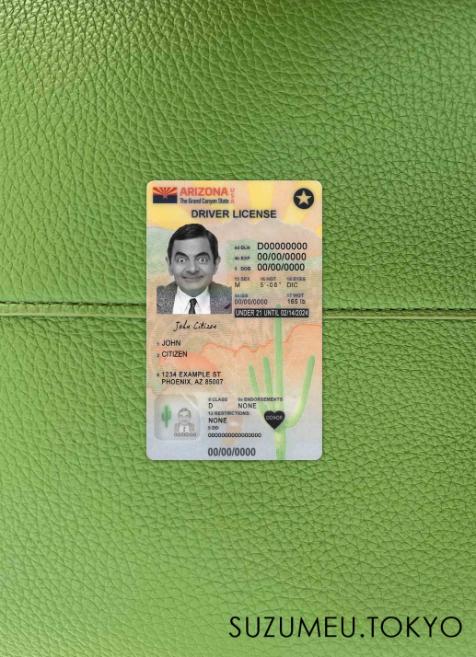 ARIZONA USA
The Grand Canyon State
DRIVER LICENSE
4d DLN D00000000
4b EXP 00/00/0000
3 DOB 00/00/0000
15 SEX 16 HGT 18 EYES
M 5'-08" DIC
17 WGT
00/00/0000 165 lb
UNDER 21 UNTIL 02/14/2024
John Citizen
1 JOHN
2 CITIZEN
8 1234 EXAMPLE ST
PHOENIX, AZ 85007
9 CLASS 9a ENDORSEMENTS
D NONE
12 RESTRICTIONS
NONE
5 DD
0000000000000000
DONOR
00/00/0000
SUZUMEU.TOKYO